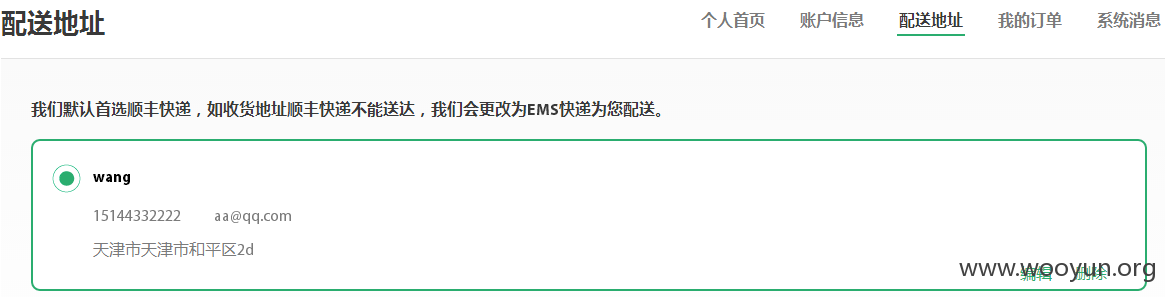 配送地址
个人首页 账户信息 配送地址 我的订单 系统消息
我们默认首选顺丰快递，如收货地址顺丰快递不能送达，我们会更改为EMS快递为您配送。
wang
15144332222 aa@qq.com
天津市天津市和平区2d
编辑 删除
www.wooyun.org